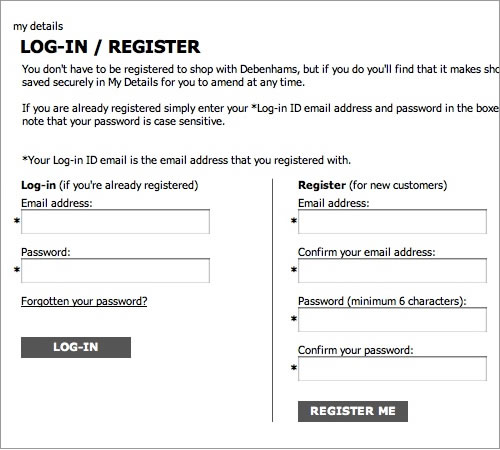 my details
LOG-IN / REGISTER
You don't have to be registered to shop with Debenhams, but if you do you'll find that it makes
saved securely in My Details for you to amend at any time.
If you are already registered simply enter your *Log-in ID email address and password in the
note that your password is case sensitive.
*Your Log-in ID email is the email address that you registered with.
Log-in (if you're already registered)
Email address:
*
Password:
*
Forgotten your password?
LOG-IN
Register (for new customers)
Email address:
*
Confirm your email address:
*
Password (minimum 6 characters):
*
Confirm your password:
*
REGISTER ME